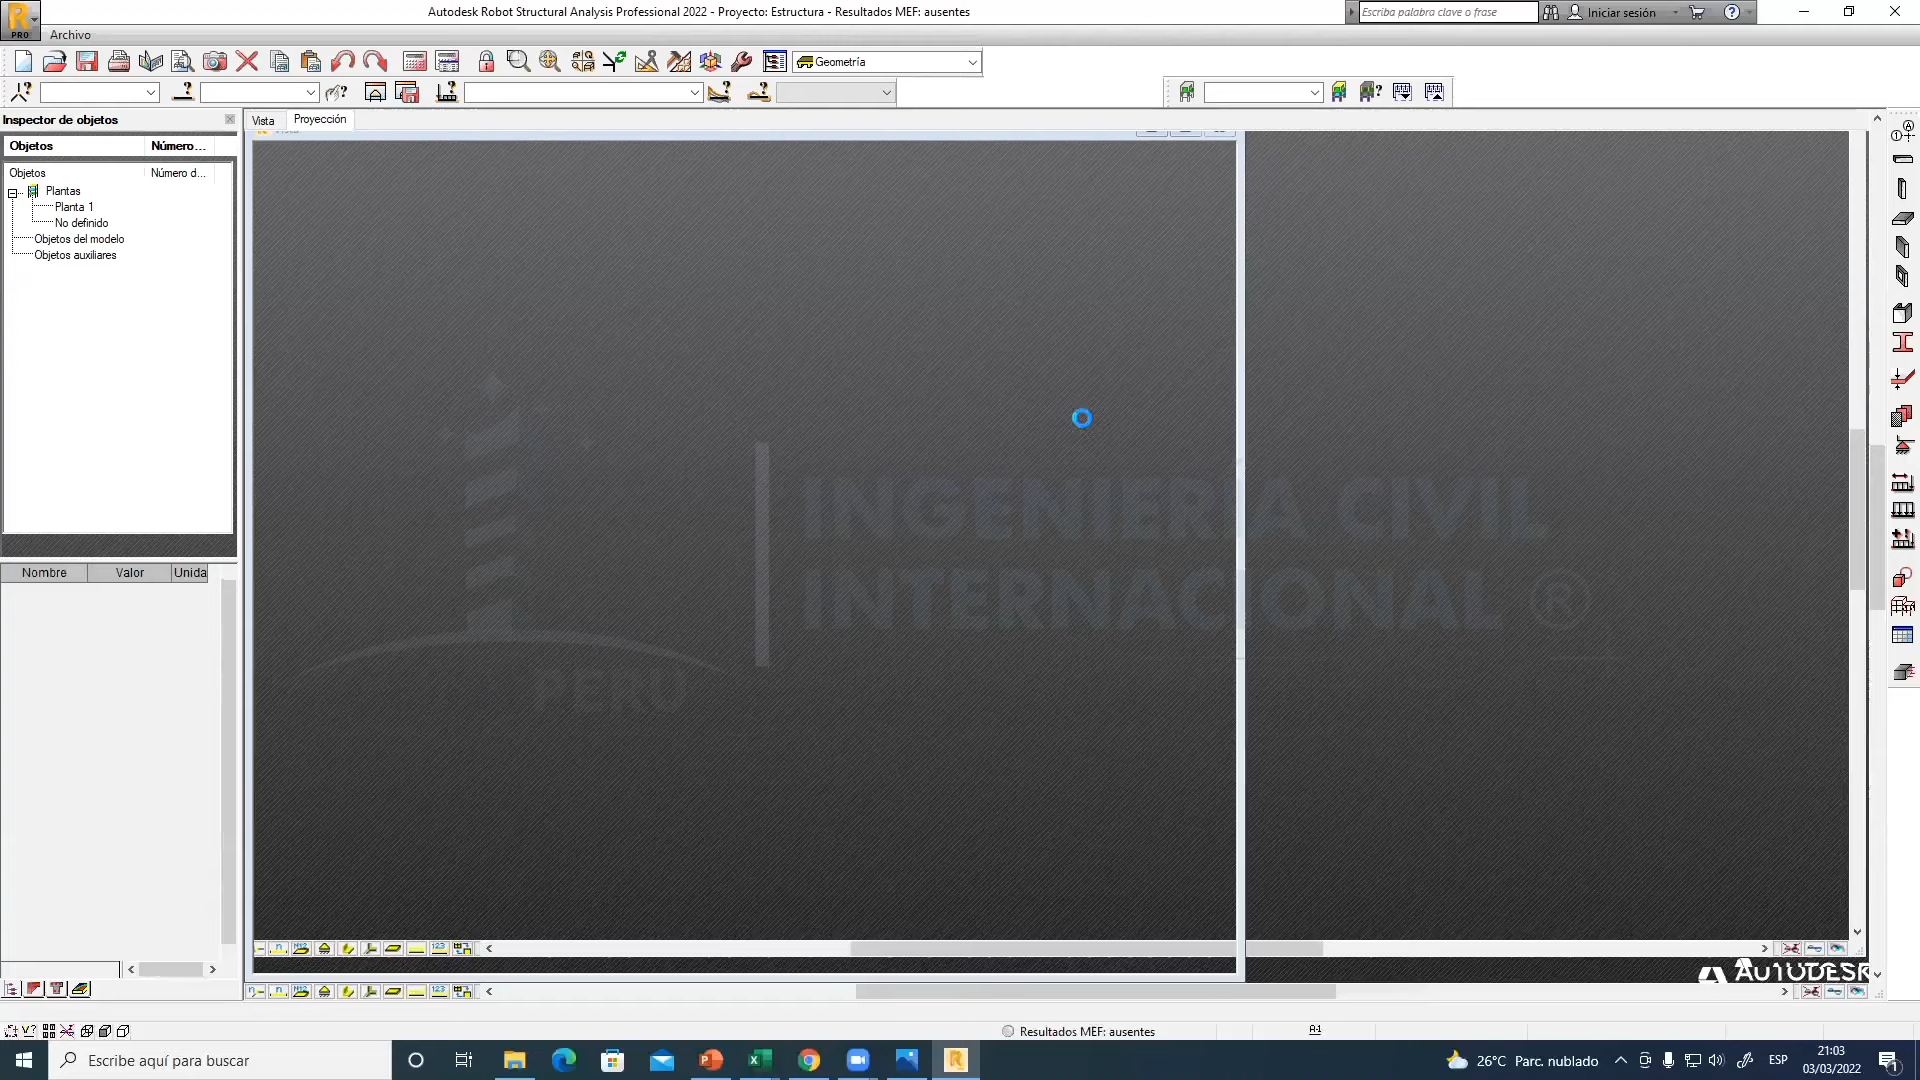 Autodesk Robot Structural Analysis Professional 2022 - Proyecto: Estructura - Resultados MEF: ausentes
Escriba palabra clave o frase
Iniciar sesión
PRO
Archivo
Geometría
Inspector de objetos
Vista
Proyección
Objetos
Número...
Objetos
Número d...
Plantas
Planta 1
No definido
Objetos del modelo
Objetos auxiliares
INGENIERÍA CIVIL
INTERNACIONAL ®
PERÚ
Nombre
Valor
Unida
AUTODESK
Resultados MEF: ausentes
Escribe aquí para buscar
26°C Parc. nublado
ESP
21:03
03/03/2022